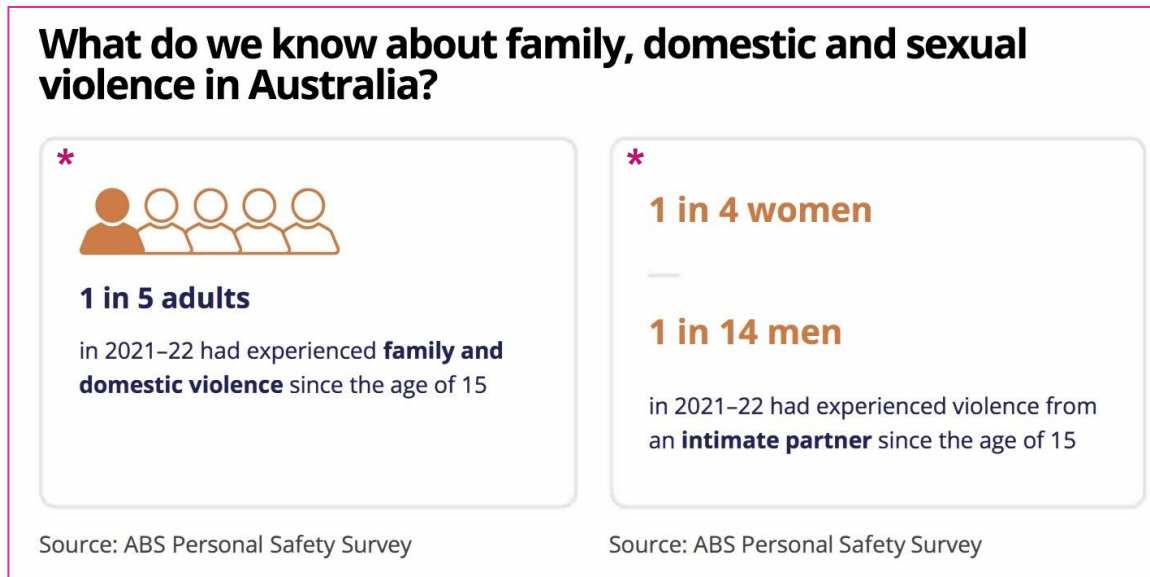 What do we know about family, domestic and sexual
violence in Australia?
*
1 in 5 adults
in 2021–22 had experienced family and
domestic violence since the age of 15
Source: ABS Personal Safety Survey
*
1 in 4 women
1 in 14 men
in 2021–22 had experienced violence from
an intimate partner since the age of 15
Source: ABS Personal Safety Survey